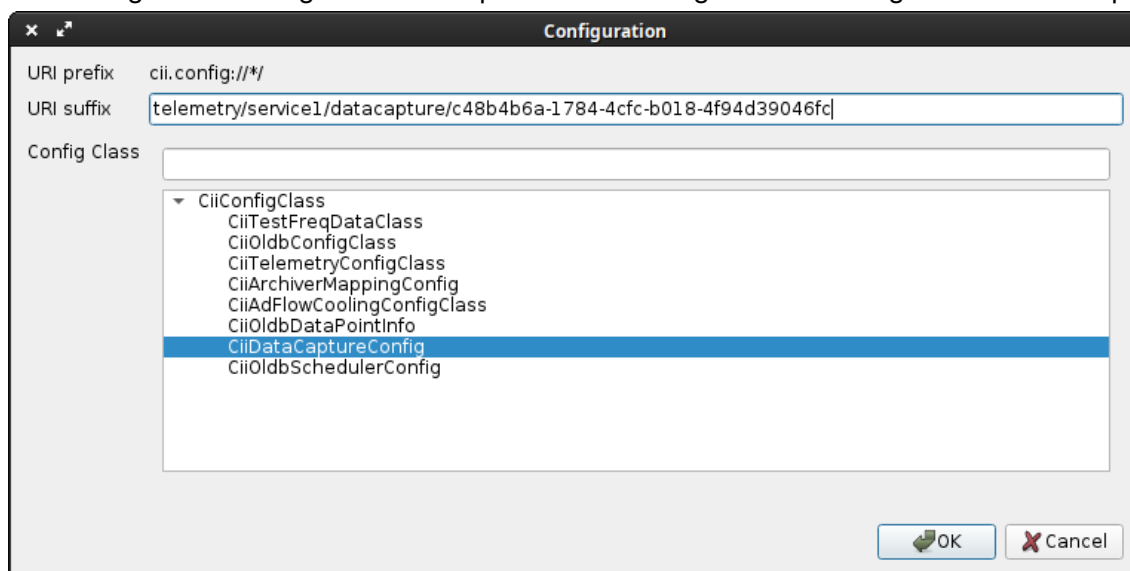 Configuration
URI prefix cii.config://*/
URI suffix telemetry/service1/datacapture/c48b4b6a-1784-4cfc-b018-4f94d39046fc
Config Class
CiiConfigClass
CiiTestFreqDataClass
CiiOldbConfigClass
CiiTelemetryConfigClass
CiiArchiverMappingConfig
CiiAdFlowCoolingConfigClass
CiiOldbDataPointInfo
CiiDataCaptureConfig
CiiOldbSchedulerConfig
OK Cancel